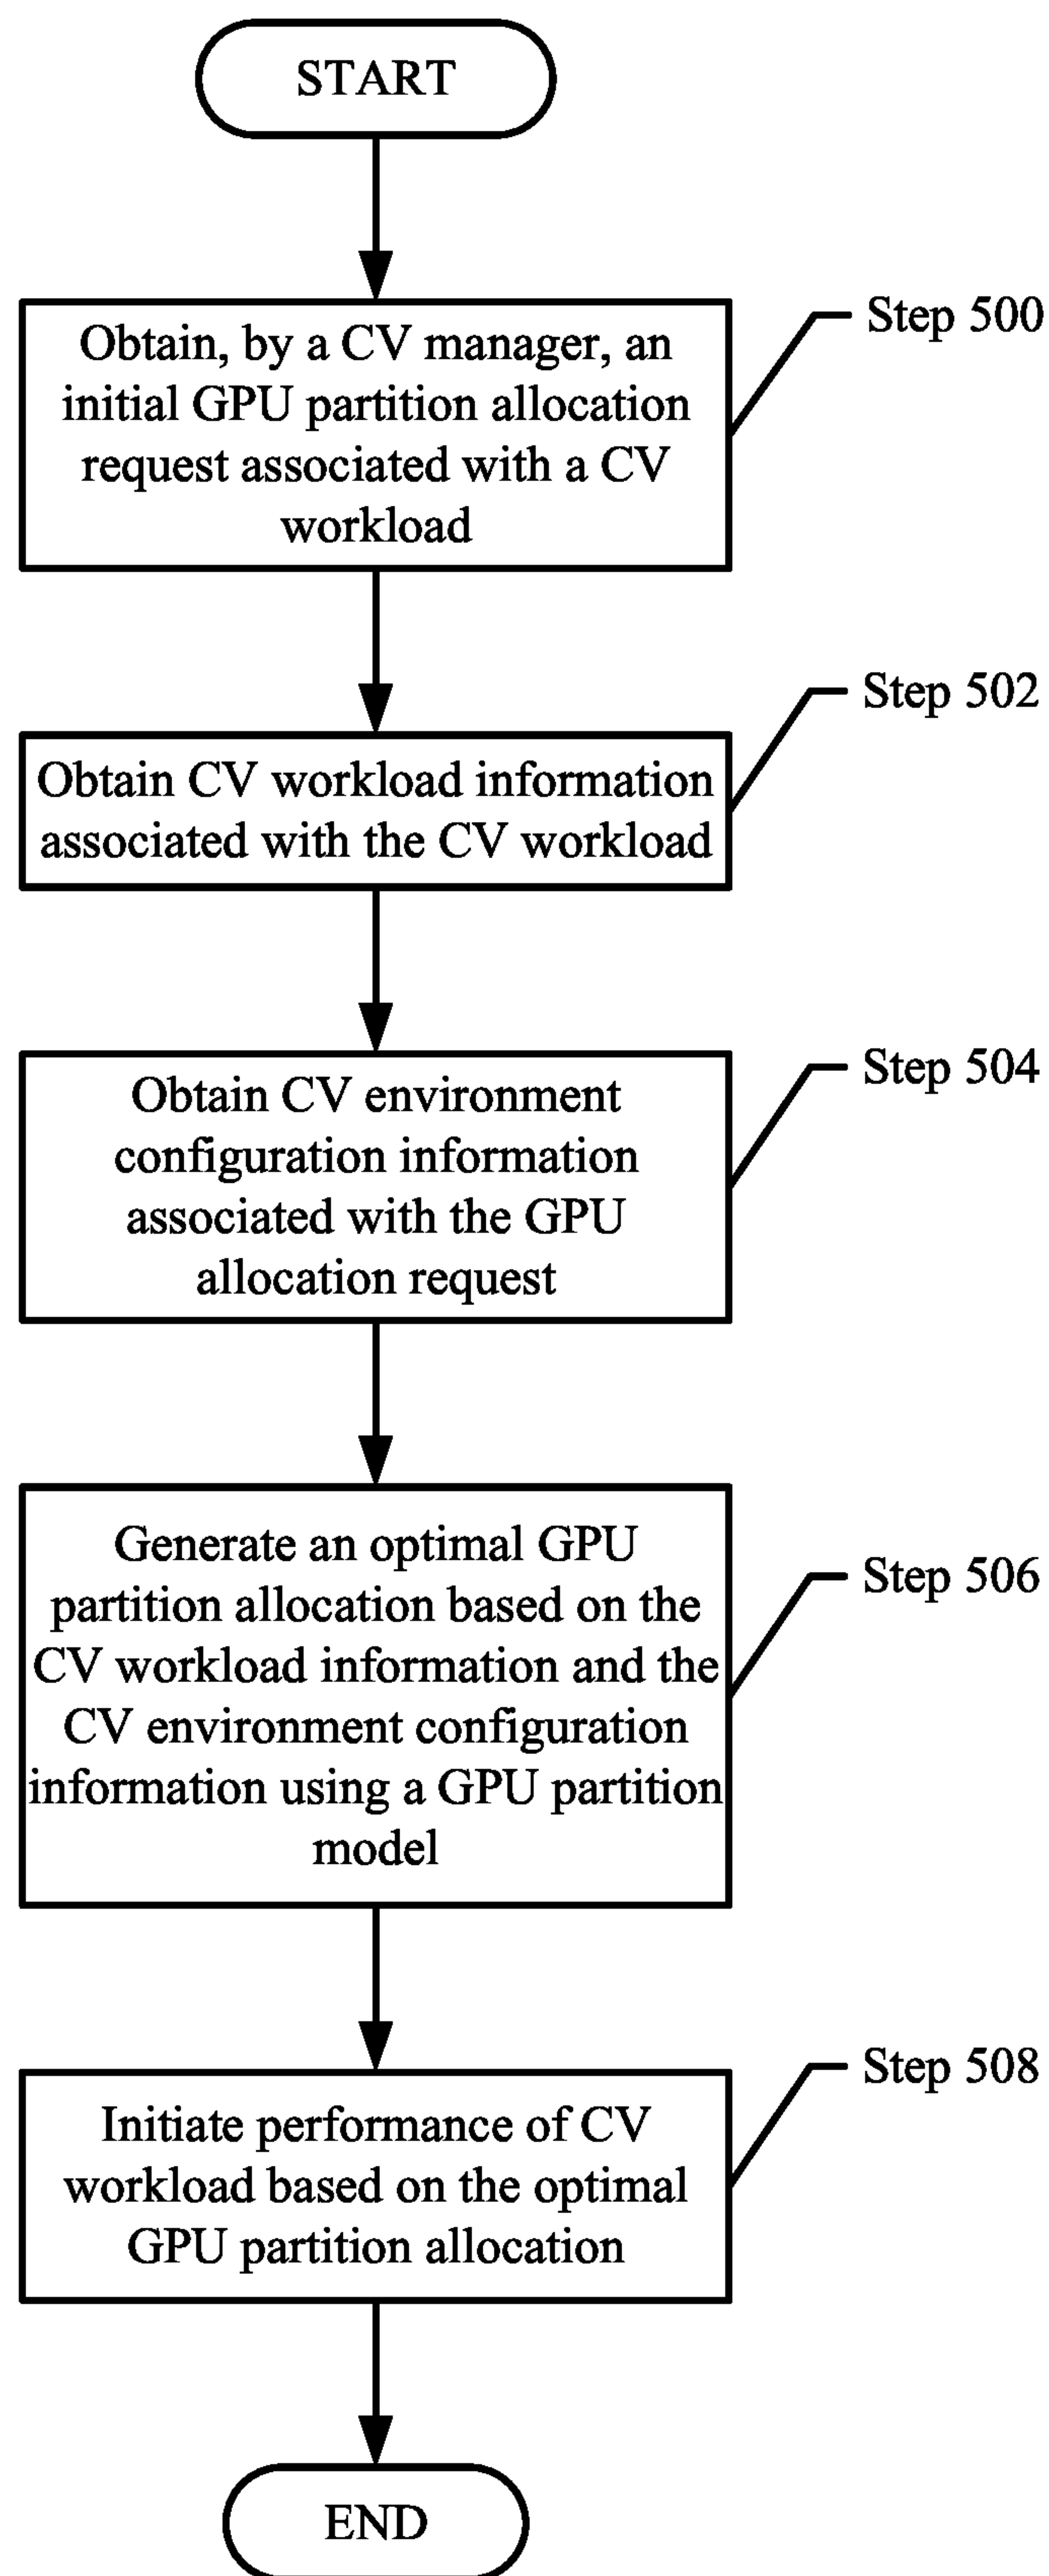 START
Obtain, by a CV manager, an
initial GPU partition allocation
request associated with a CV
workload
Step 500
Obtain CV workload information
associated with the CV workload
Step 502
Obtain CV environment
configuration information
associated with the GPU
allocation request
Step 504
Generate an optimal GPU
partition allocation based on the
CV workload information and the
CV environment configuration
information using a GPU partition
model
Step 506
Initiate performance of CV
workload based on the optimal
GPU partition allocation
Step 508
END